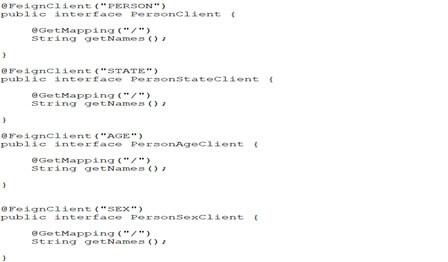 @FeignClient("PERSON")
public interface PersonClient {
@GetMapping("/")
String getNames();
}
@FeignClient("STATE")
public interface PersonStateClient {
@GetMapping("/")
String getNames();
}
@FeignClient("AGE")
public interface PersonAgeClient {
@GetMapping("/")
String getNames();
}
@FeignClient("SEX")
public interface PersonSexClient {
@GetMapping("/")
String getNames();
}